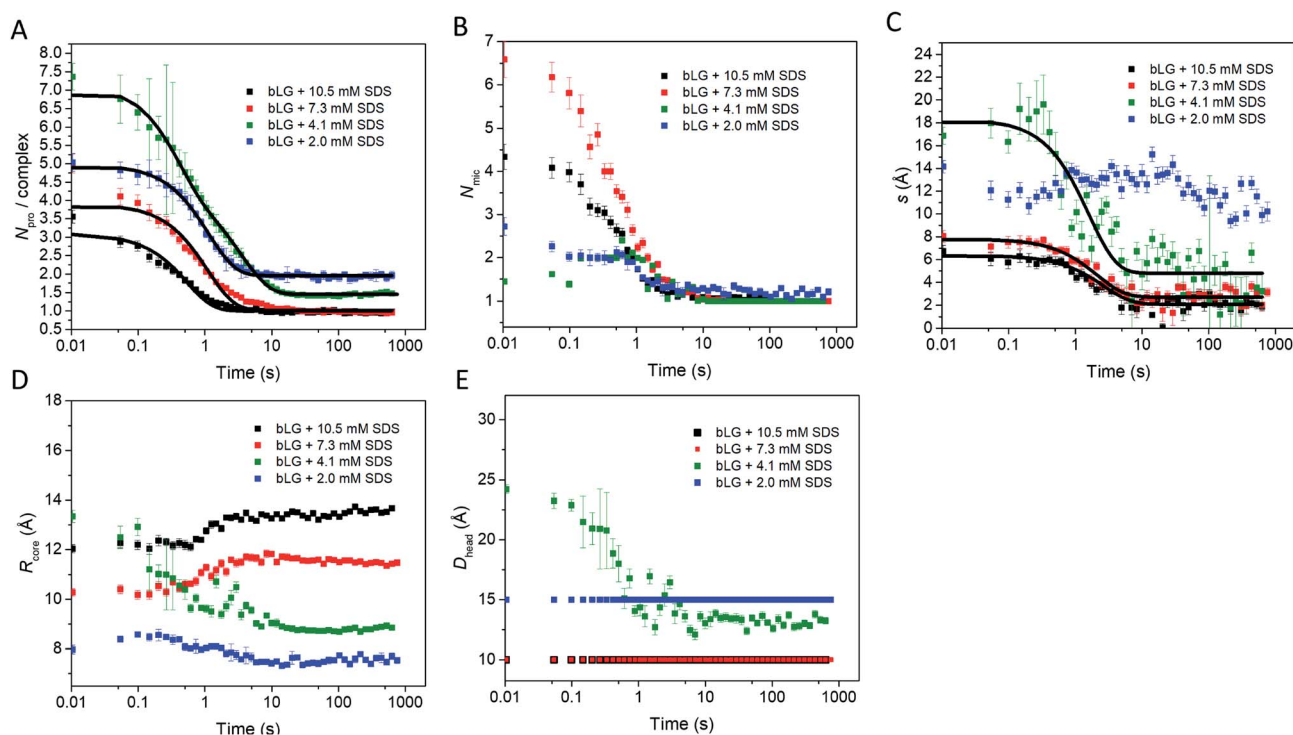 A
N_pro / complex
8.0
7.5
7.0
6.5
6.0
5.5
5.0
4.5
4.0
3.5
3.0
2.5
2.0
1.5
1.0
0.5
bLG + 10.5 mM SDS
bLG + 7.3 mM SDS
bLG + 4.1 mM SDS
bLG + 2.0 mM SDS
0.01 0.1 1 10 100 1000
Time (s)
B
N_mic
7
6
5
4
3
2
1
bLG + 10.5 mM SDS
bLG + 7.3 mM SDS
bLG + 4.1 mM SDS
bLG + 2.0 mM SDS
0.01 0.1 1 10 100 1000
Time (s)
C
s (Å)
24
22
20
18
16
14
12
10
8
6
4
2
0
bLG + 10.5 mM SDS
bLG + 7.3 mM SDS
bLG + 4.1 mM SDS
bLG + 2.0 mM SDS
0.01 0.1 1 10 100 1000
Time (s)
D
R_core (Å)
18
16
14
12
10
8
bLG + 10.5 mM SDS
bLG + 7.3 mM SDS
bLG + 4.1 mM SDS
bLG + 2.0 mM SDS
0.01 0.1 1 10 100 1000
Time (s)
E
D_head (Å)
30
25
20
15
10
bLG + 10.5 mM SDS
bLG + 7.3 mM SDS
bLG + 4.1 mM SDS
bLG + 2.0 mM SDS
0.01 0.1 1 10 100 1000
Time (s)